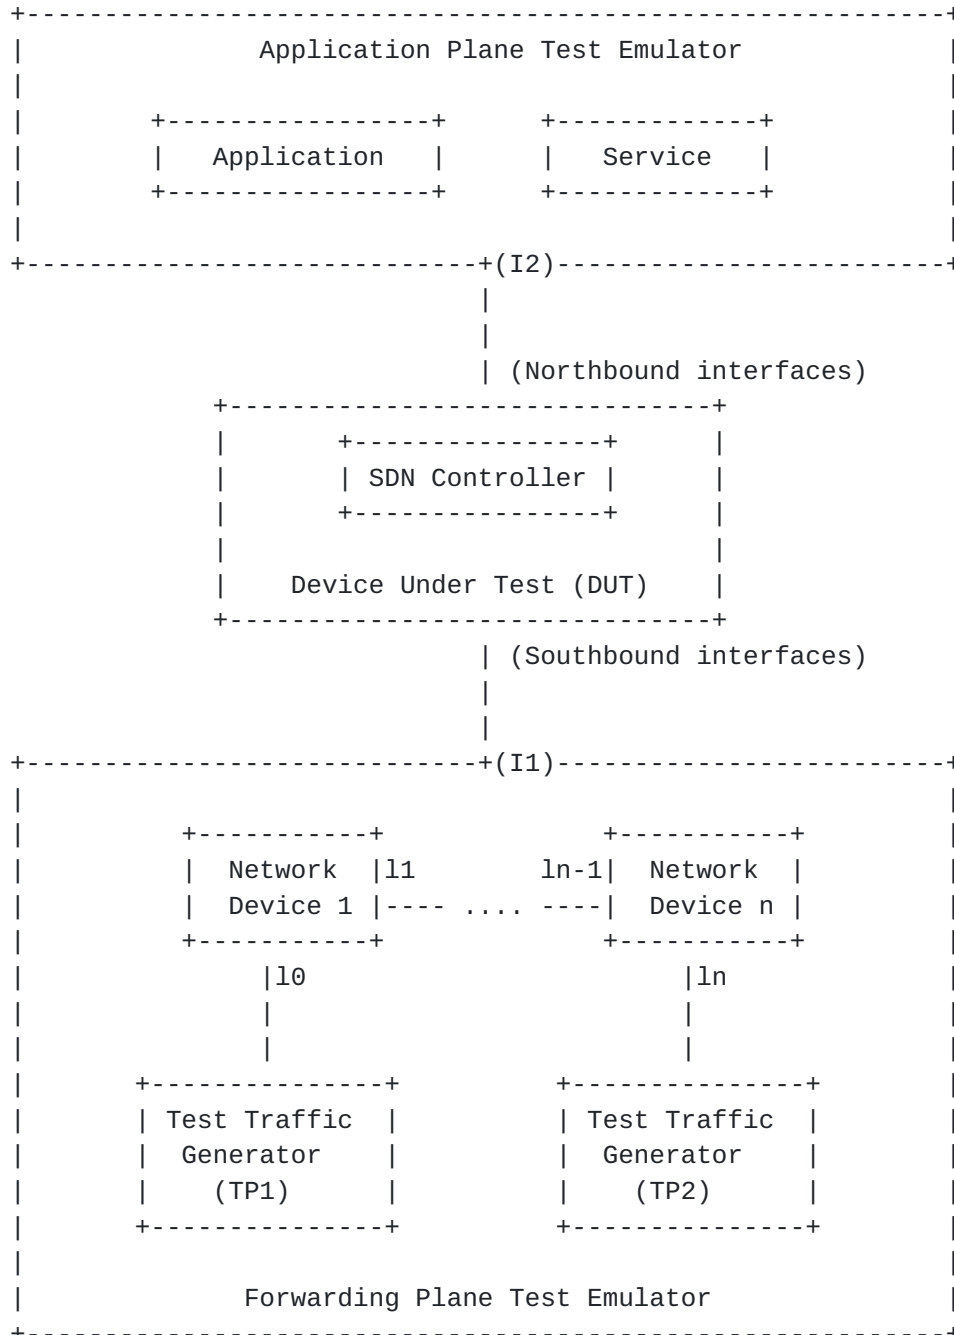 +-----------------------------------------------------------+
|               Application Plane Test Emulator             |
|                                                           |
|        +-----------------+      +-------------+           |
|        |   Application   |      |   Service   |           |
|        +-----------------+      +-------------+           |
|                                                           |
+-----------------------------+(I2)-------------------------+
                              |
                              |
                              | (Northbound interfaces)
             +-------------------------------+
             |       +----------------+      |
             |       | SDN Controller |      |
             |       +----------------+      |
             |                               |
             |    Device Under Test (DUT)    |
             +-------------------------------+
                              | (Southbound interfaces)
                              |
                              |
+-----------------------------+(I1)-------------------------+
|                                                           |
|          +-----------+              +-----------+         |
|          |  Network  |l1        ln-1|  Network  |         |
|          |  Device 1 |---- .... ----|  Device n |         |
|          +-----------+              +-----------+         |
|               |l0                         |ln             |
|               |                           |               |
|               |                           |               |
|       +---------------+          +---------------+        |
|       | Test Traffic  |          | Test Traffic  |        |
|       |  Generator    |          |  Generator    |        |
|       |    (TP1)      |          |    (TP2)      |        |
|       +---------------+          +---------------+        |
|                                                           |
|              Forwarding Plane Test Emulator               |
+-----------------------------------------------------------+